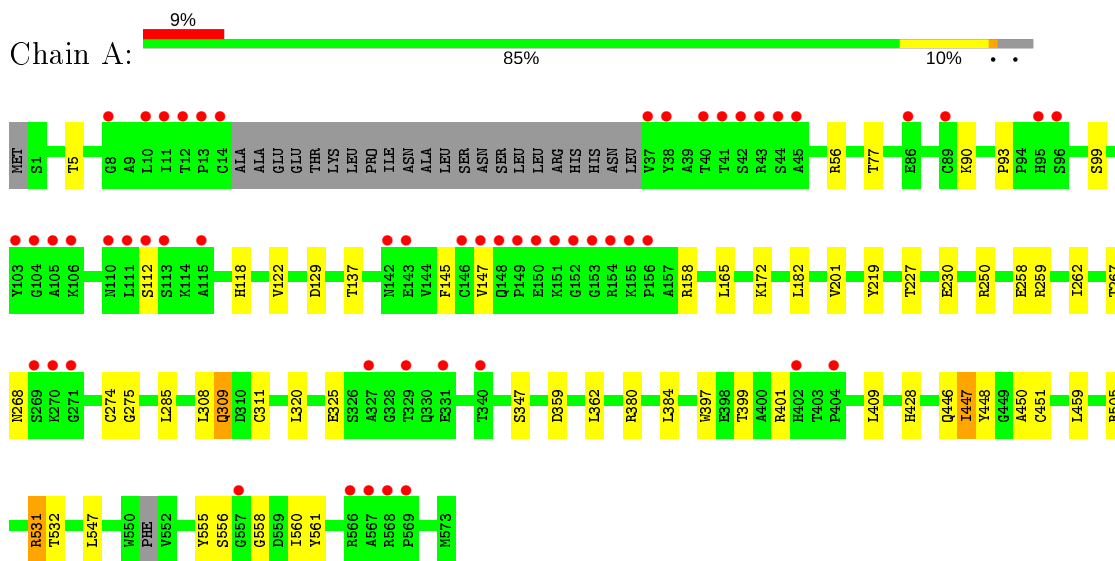 9%
Chain A:
85% 10% • •
MET S1 T5 G8 A9 L10 I11 T12 P13 C14 ALA ALA GLU GLU THR LYS LEU PRO ILE ASN ALA LEU SER ASN SER LEU LEU ARG HIS HIS ASN LEU V37 Y38 A39 T40 T41 S42 R43 S44 A45 R56 T77 E86 C89 K90 P93 P94 H95 S96 S99
Y103 G104 A105 K106 N110 L111 S112 S113 K114 A115 H118 V122 D129 T137 N142 E143 V144 F145 C146 V147 Q148 P149 E150 K151 G152 G153 R154 K155 P156 A157 R158 L165 K172 L182 V201 Y219 T227 E230 R250 E258 R259 I262 T267
N268 S269 K270 G271 C274 G275 L285 L308 Q309 D310 C311 L320 E325 S326 A327 G328 T329 Q330 E331 T340 S347 D359 L362 R380 L384 W397 E398 T399 A400 R401 H402 T403 P404 L409 H428 Q446 I447 Y448 G449 A450 C451 L459
R531 T532 L547 W550 PHE V552 Y555 S556 G557 G558 D559 I560 Y561 R566 A567 R568 P569 M573